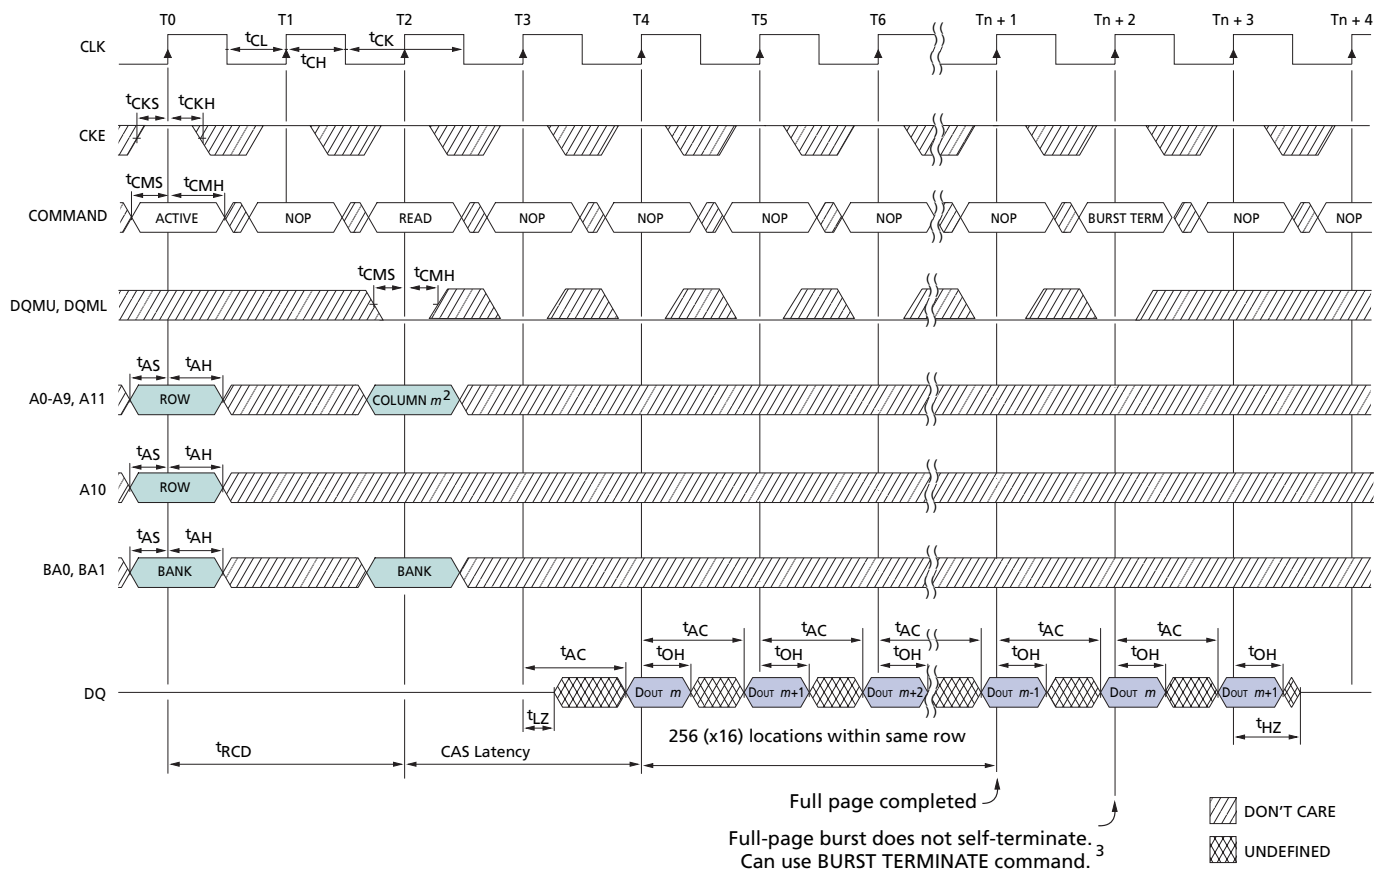 T0 T1 T2 T3 T4 T5 T6 Tn + 1 Tn + 2 Tn + 3 Tn + 4
CLK
tCL tCK
tCH
tCKS tCKH
CKE
tCMS tCMH
COMMAND ACTIVE NOP READ NOP NOP NOP NOP NOP BURST TERM NOP NOP
tCMS tCMH
DQMU, DQML
tAS tAH
A0-A9, A11 ROW COLUMN m2
tAS tAH
A10 ROW
tAS tAH
BA0, BA1 BANK BANK
tAC tAC tAC tAC tAC
tAC tOH tOH tOH tOH tOH tOH
DQ DOUT m DOUT m+1 DOUT m+2 DOUT m-1 DOUT m DOUT m+1
tLZ tHZ
256 (x16) locations within same row
tRCD CAS Latency
Full page completed
DON'T CARE
Full-page burst does not self-terminate.
Can use BURST TERMINATE command. 3
UNDEFINED